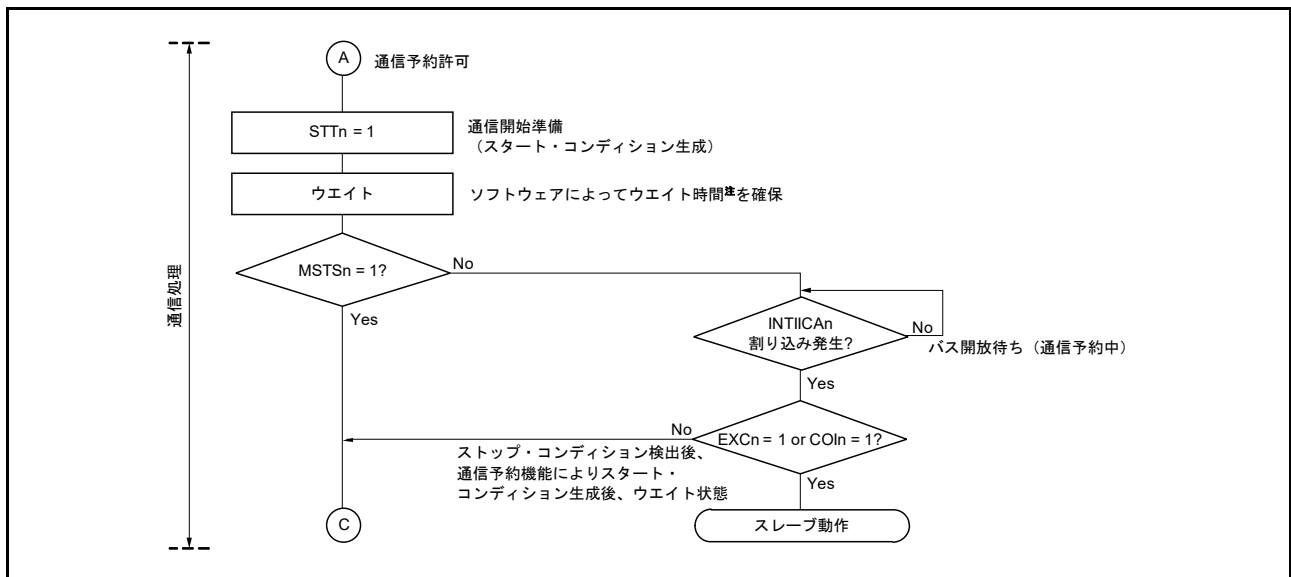 A
通信予約許可
STTn = 1
通信開始準備
（スタート・コンディション生成）
ウエイト
ソフトウェアによってウエイト時間注を確保
MSTSn = 1?
No
Yes
通信処理
INTIICAn
割り込み発生?
No
バス開放待ち（通信予約中）
Yes
EXCn = 1 or COIn = 1?
No
ストップ・コンディション検出後、
通信予約機能によりスタート・
コンディション生成後、ウエイト状態
Yes
C
スレーブ動作